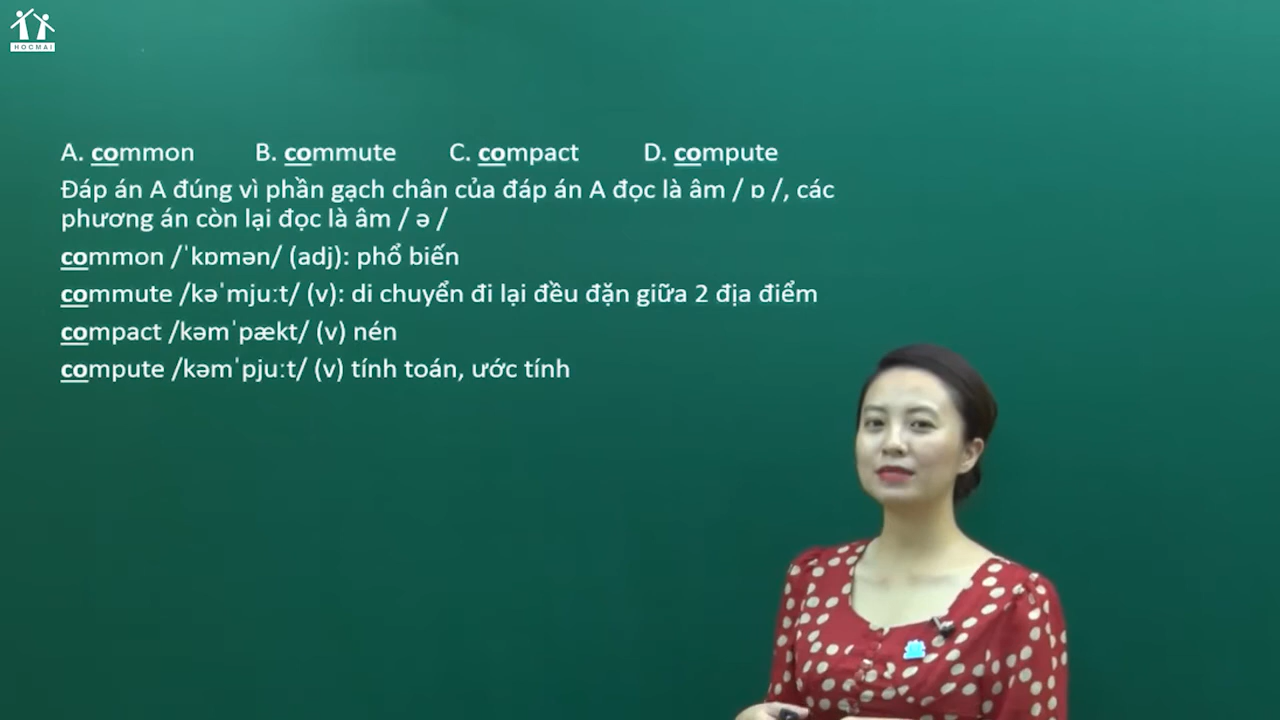 HOCMAI
A. common B. commute C. compact D. compute
Đáp án A đúng vì phần gạch chân của đáp án A đọc là âm / ɒ /, các
phương án còn lại đọc là âm / ə /
common /ˈkɒmən/ (adj): phổ biến
commute /kəˈmjuːt/ (v): di chuyển đi lại đều đặn giữa 2 địa điểm
compact /kəmˈpækt/ (v) nén
compute /kəmˈpjuːt/ (v) tính toán, ước tính